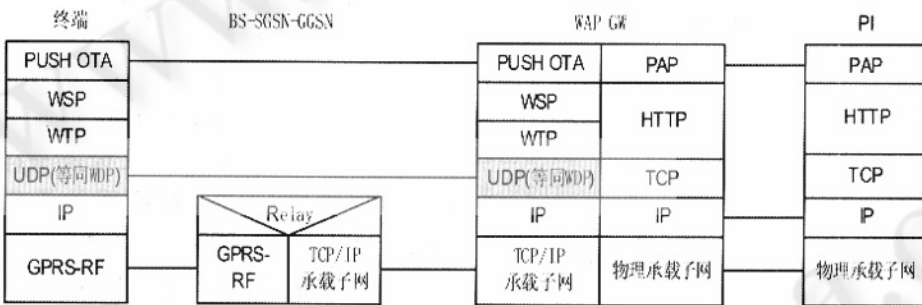 终端 BS-SGSN-GGSN WAP GW PI
PUSH OTA PUSH OTA PAP PAP
WSP WSP HTTP HTTP
WTP WTP
UDP(等同WDP) UDP(等同WDP) TCP TCP
IP Relay IP IP IP
GPRS-RF GPRS- TCP/IP TCP/IP 物理承载子网 物理承载子网
RF 承载子网 承载子网